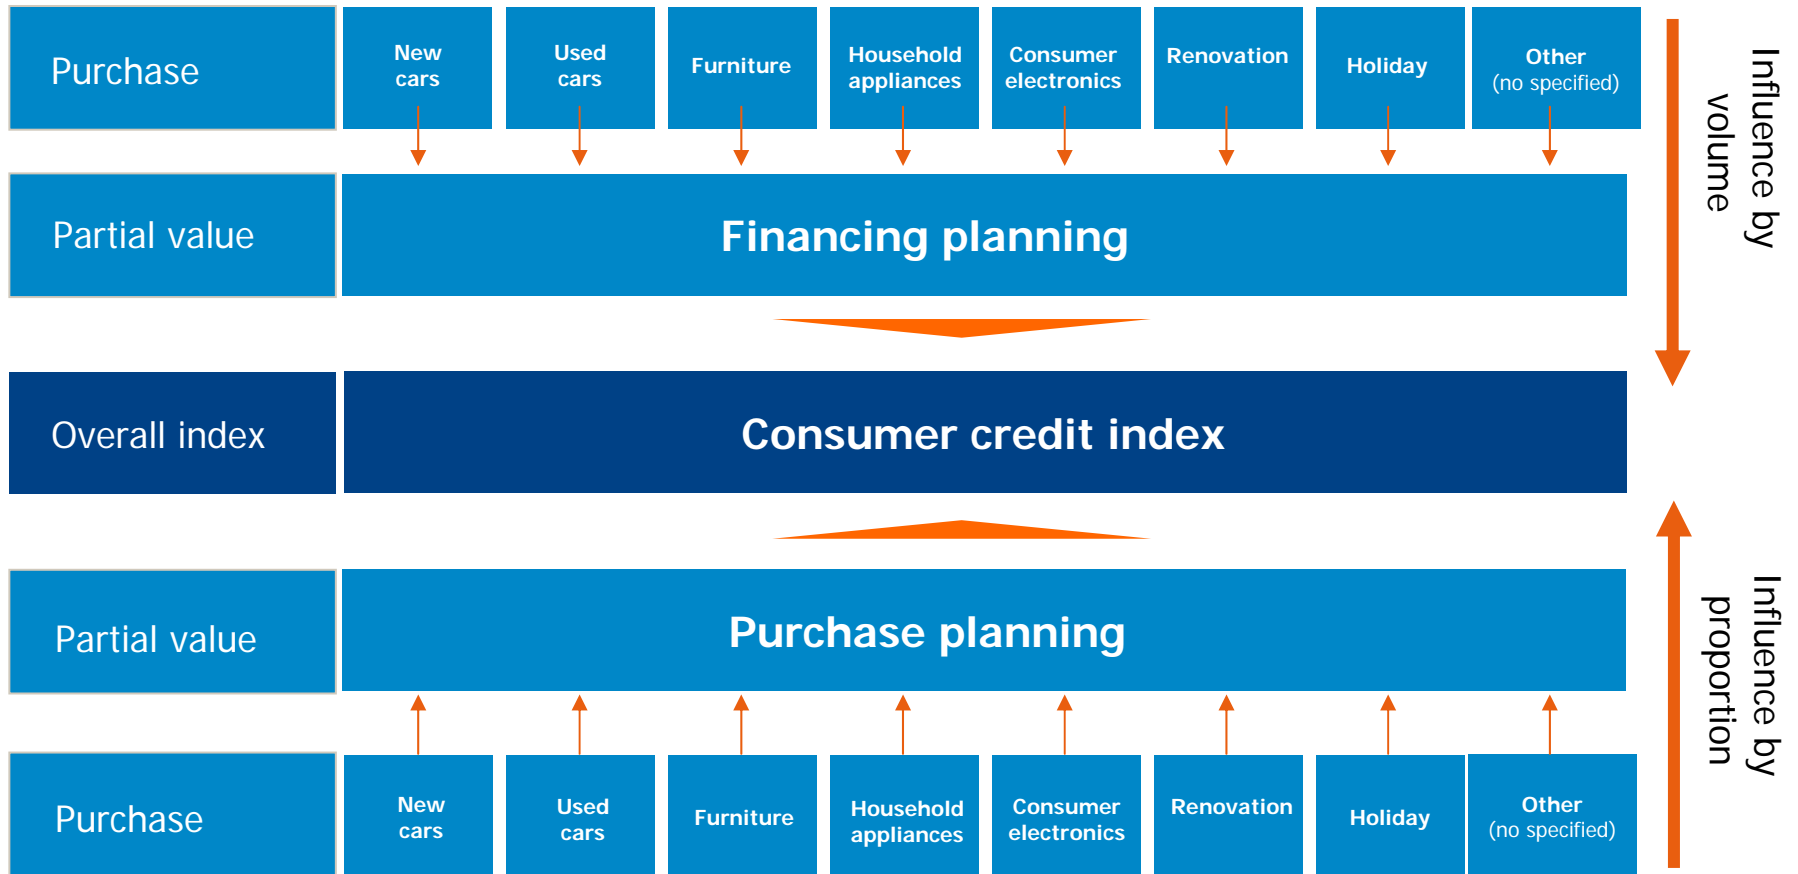 Purchase
New
cars
Used
cars
Furniture
Household
appliances
Consumer
electronics
Renovation
Holiday
Other
(no specified)
Influence by
volume
Partial value
Financing planning
Overall index
Consumer credit index
Partial value
Purchase planning
Influence by
proportion
Purchase
New
cars
Used
cars
Furniture
Household
appliances
Consumer
electronics
Renovation
Holiday
Other
(no specified)